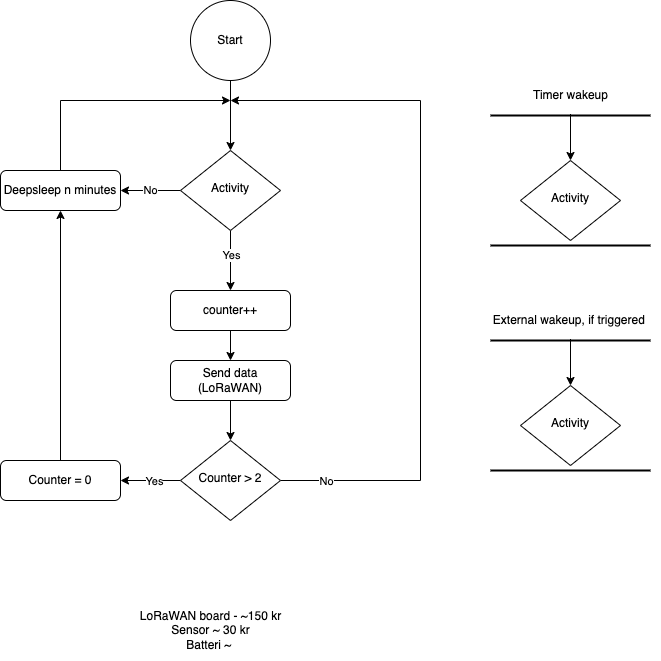 Start
Timer wakeup
Deepsleep n minutes
No
Activity
Activity
Yes
counter++
External wakeup, if triggered
Send data
(LoRaWAN)
Activity
Counter = 0
Yes
Counter > 2
No
LoRaWAN board - ~150 kr
Sensor ~ 30 kr
Batteri ~